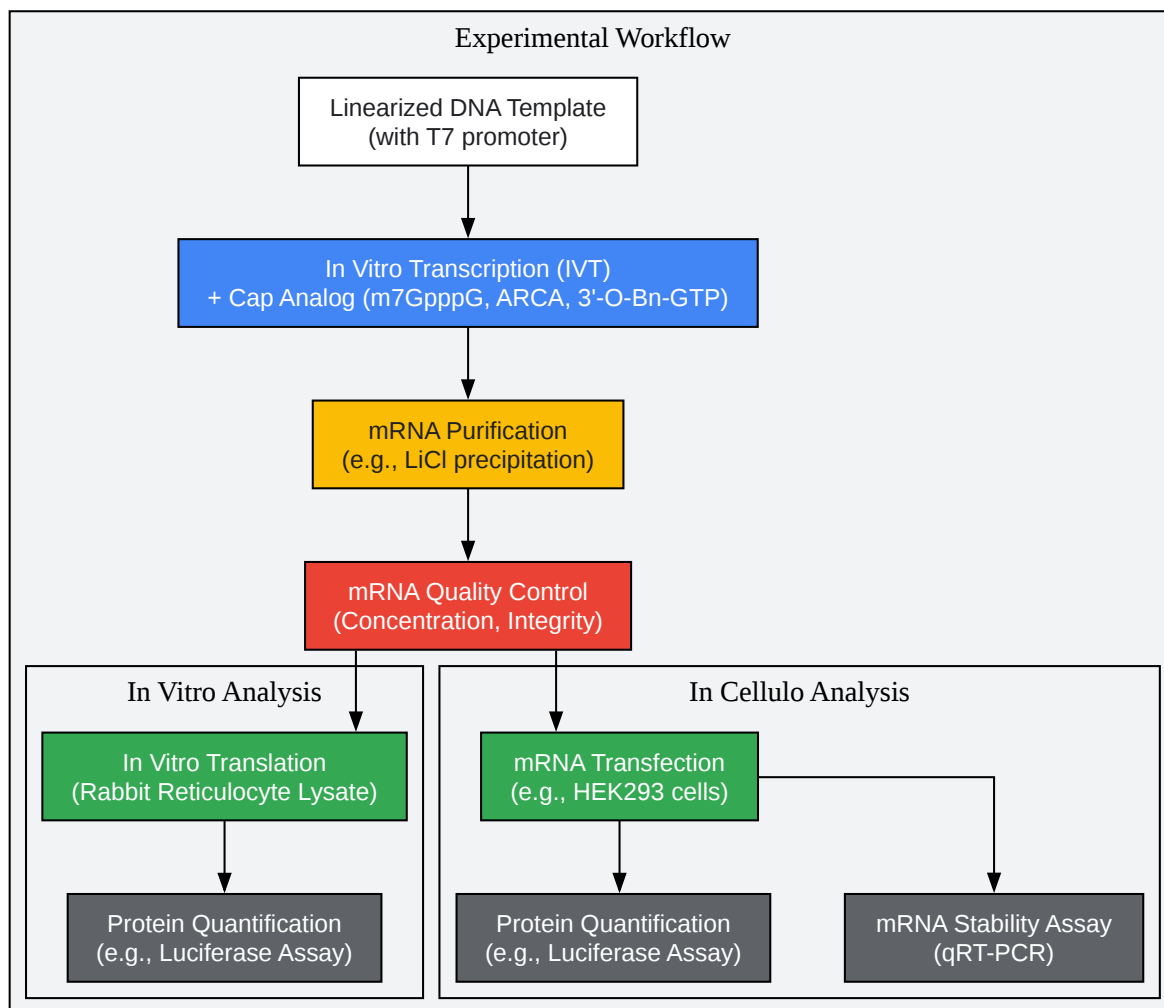 Experimental Workflow
Linearized DNA Template
(with T7 promoter)
In Vitro Transcription (IVT)
+ Cap Analog (m7GpppG, ARCA, 3'-O-Bn-GTP)
mRNA Purification
(e.g., LiCl precipitation)
mRNA Quality Control
(Concentration, Integrity)
In Vitro Analysis
In Vitro Translation
(Rabbit Reticulocyte Lysate)
Protein Quantification
(e.g., Luciferase Assay)
In Cellulo Analysis
mRNA Transfection
(e.g., HEK293 cells)
Protein Quantification
(e.g., Luciferase Assay)
mRNA Stability Assay
(qRT-PCR)